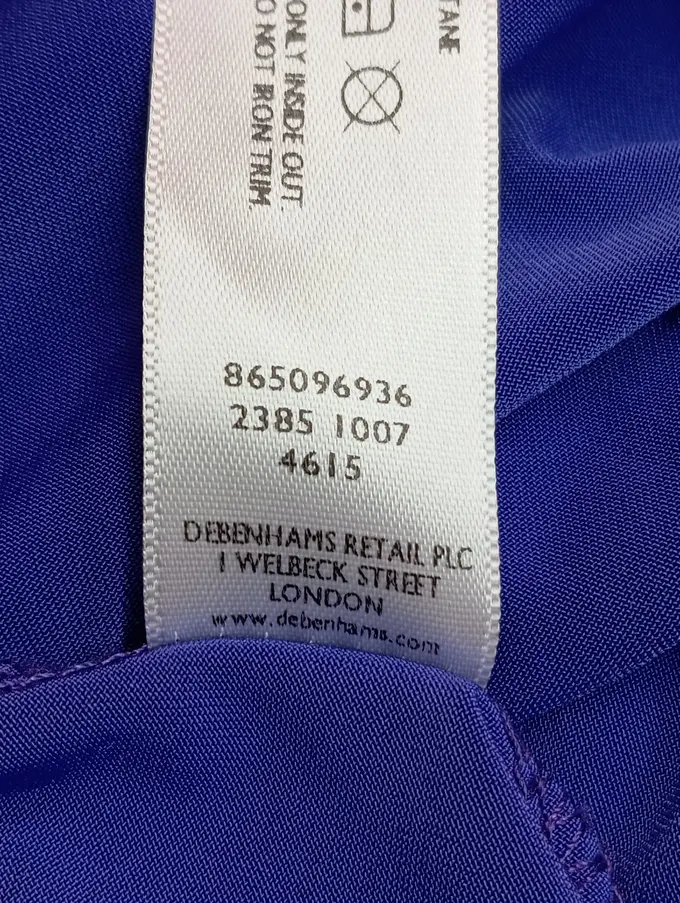 ONLY INSIDE OUT.
NOT IRON TRIM.
865096936
2385 1007
4615
DEBENHAMS RETAIL PLC
1 WELBECK STREET
LONDON
www.debenhams.com